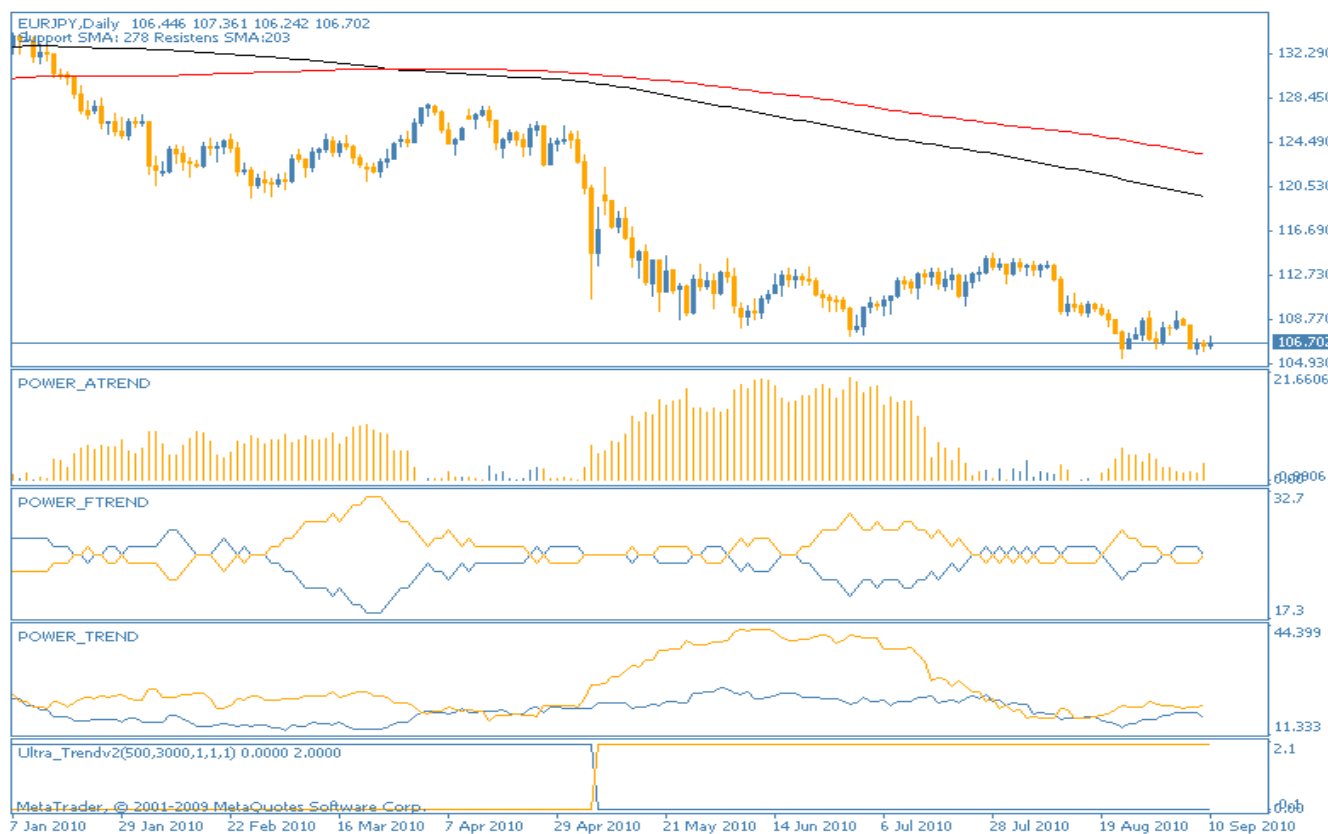 EURJPY,Daily 106.446 107.361 106.242 106.702
Support SMA: 278 Resistens SMA:203
132.290
128.450
124.490
120.530
116.690
112.730
108.770
106.702
104.930
POWER_ATREND
21.6606
0.00
POWER_FTREND
32.7
17.3
POWER_TREND
44.399
11.333
Ultra_Trendv2(500,3000,1,1,1) 0.0000 2.0000
2.1
0.00
MetaTrader, © 2001-2009 MetaQuotes Software Corp.
7 Jan 2010 29 Jan 2010 22 Feb 2010 16 Mar 2010 7 Apr 2010 29 Apr 2010 21 May 2010 14 Jun 2010 6 Jul 2010 28 Jul 2010 19 Aug 2010 10 Sep 2010